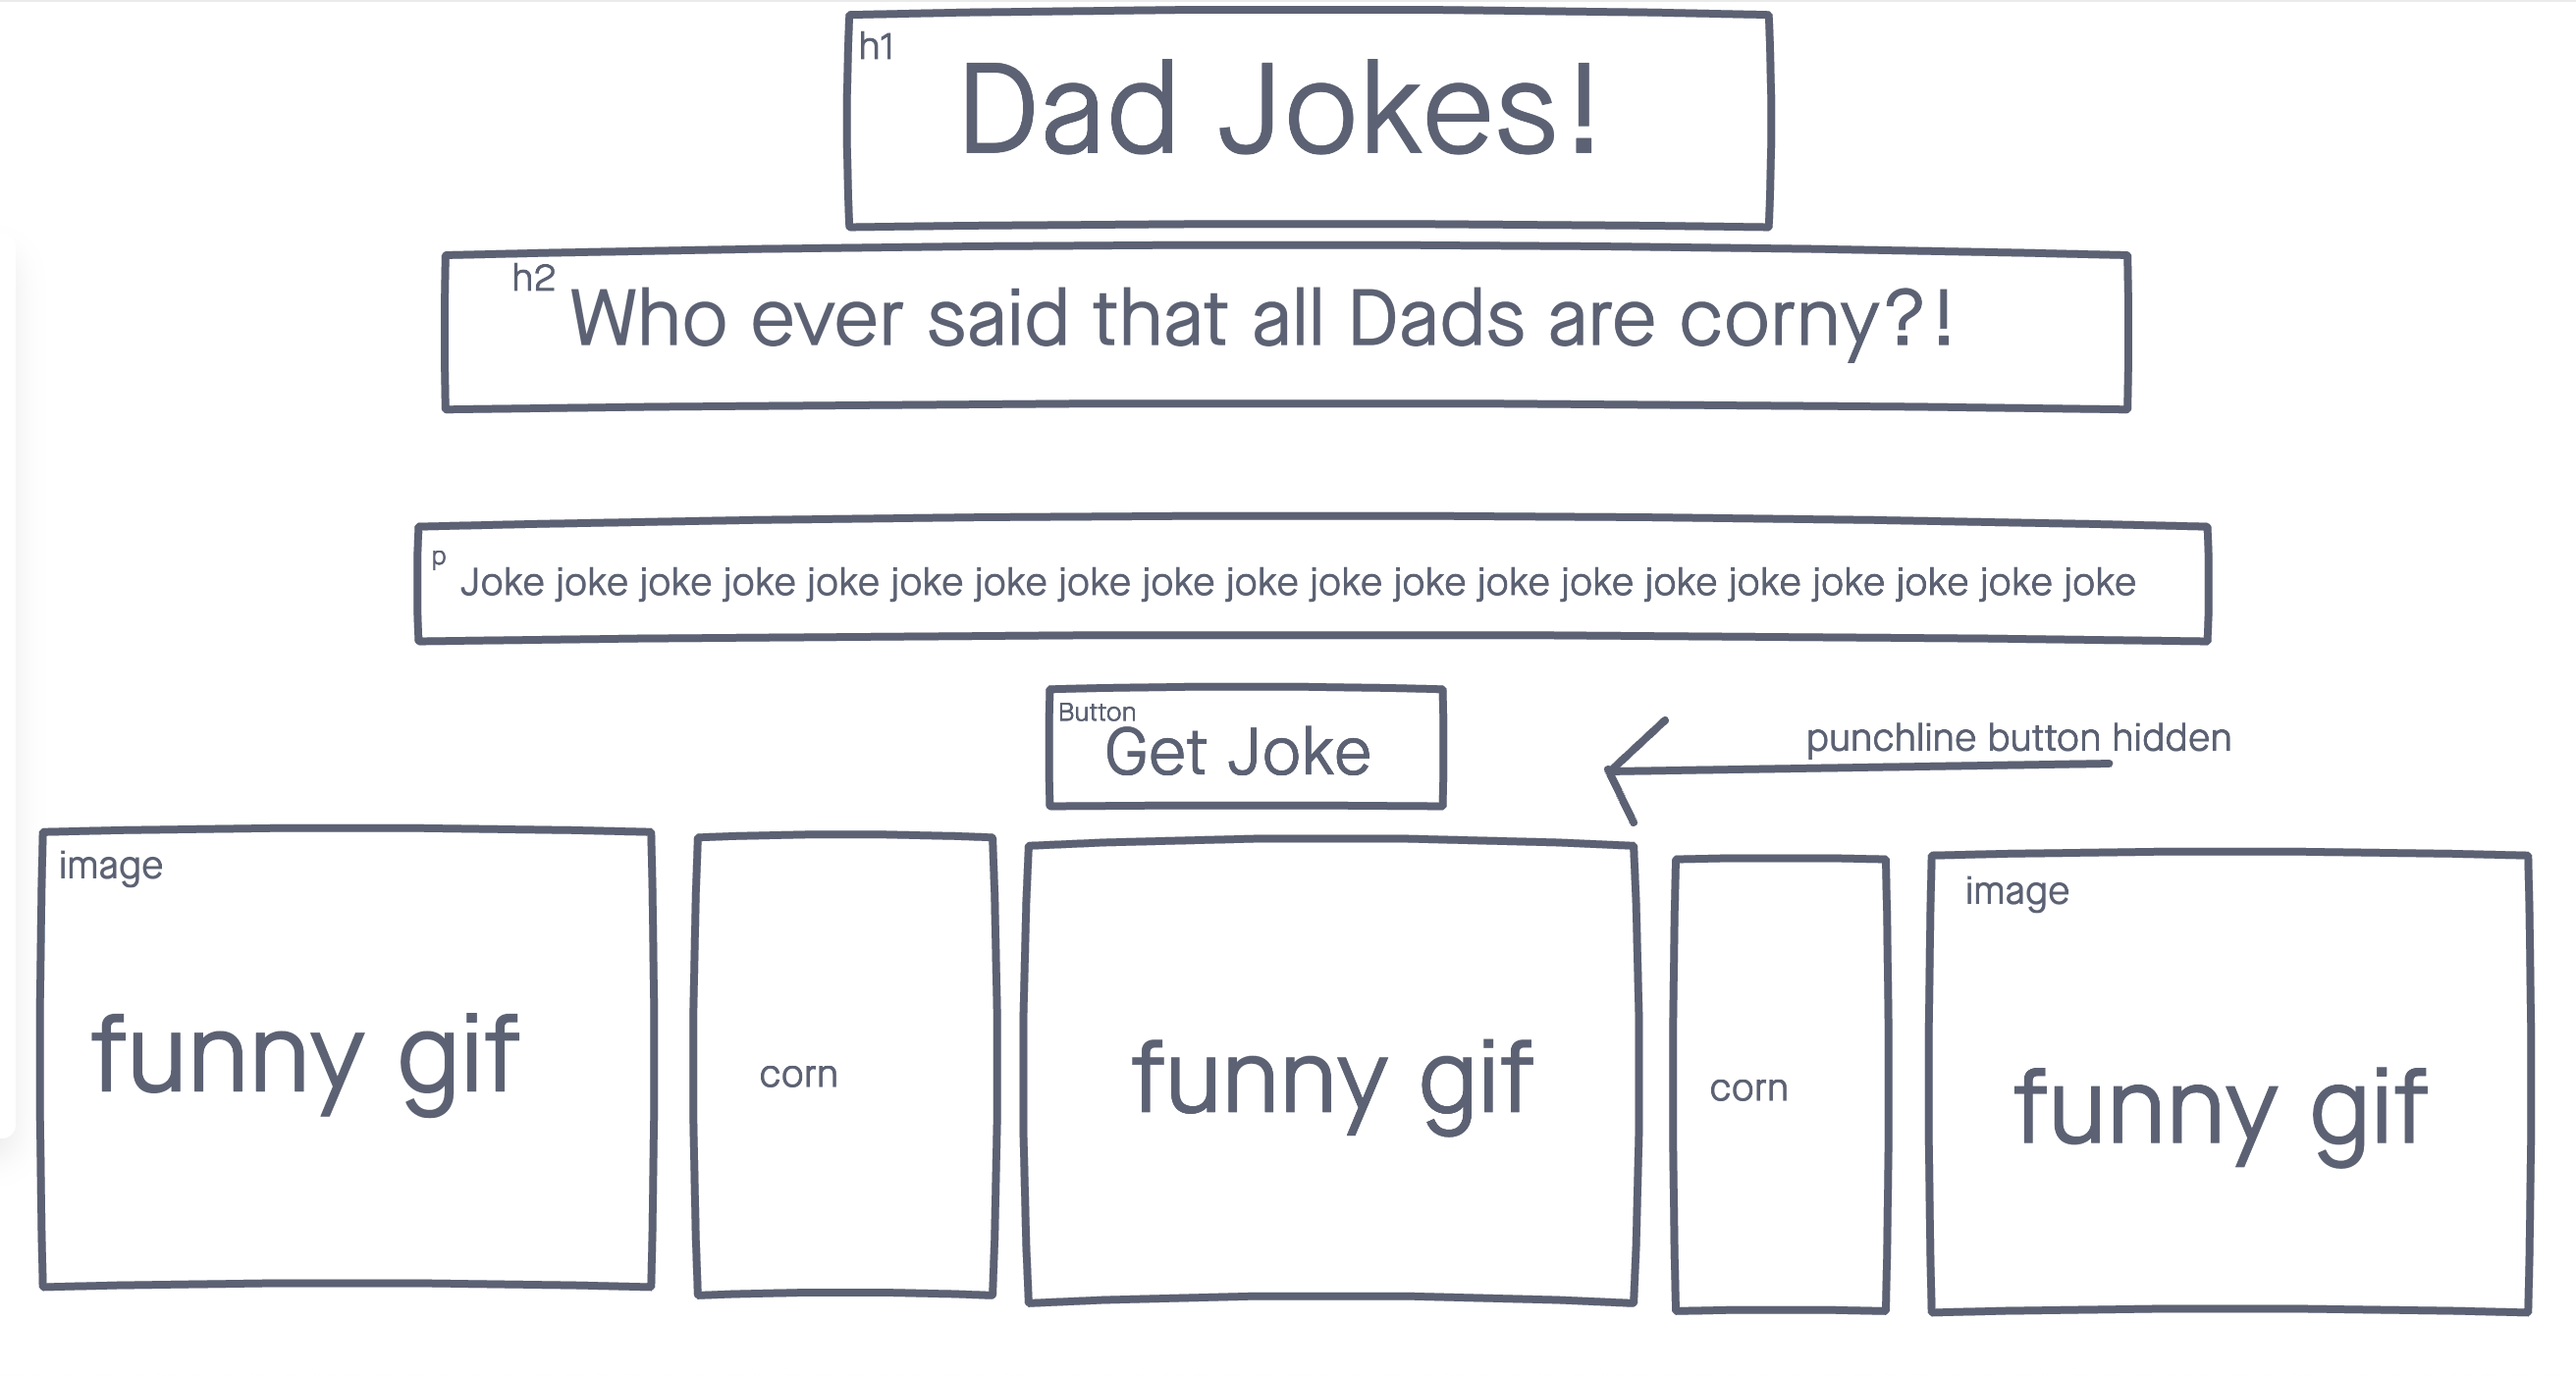 h1
Dad Jokes!
h2
Who ever said that all Dads are corny?!
p
Joke joke joke joke joke joke joke joke joke joke joke joke joke joke joke joke joke joke joke joke
Button
Get Joke
punchline button hidden
image
funny gif
corn
funny gif
corn
image
funny gif